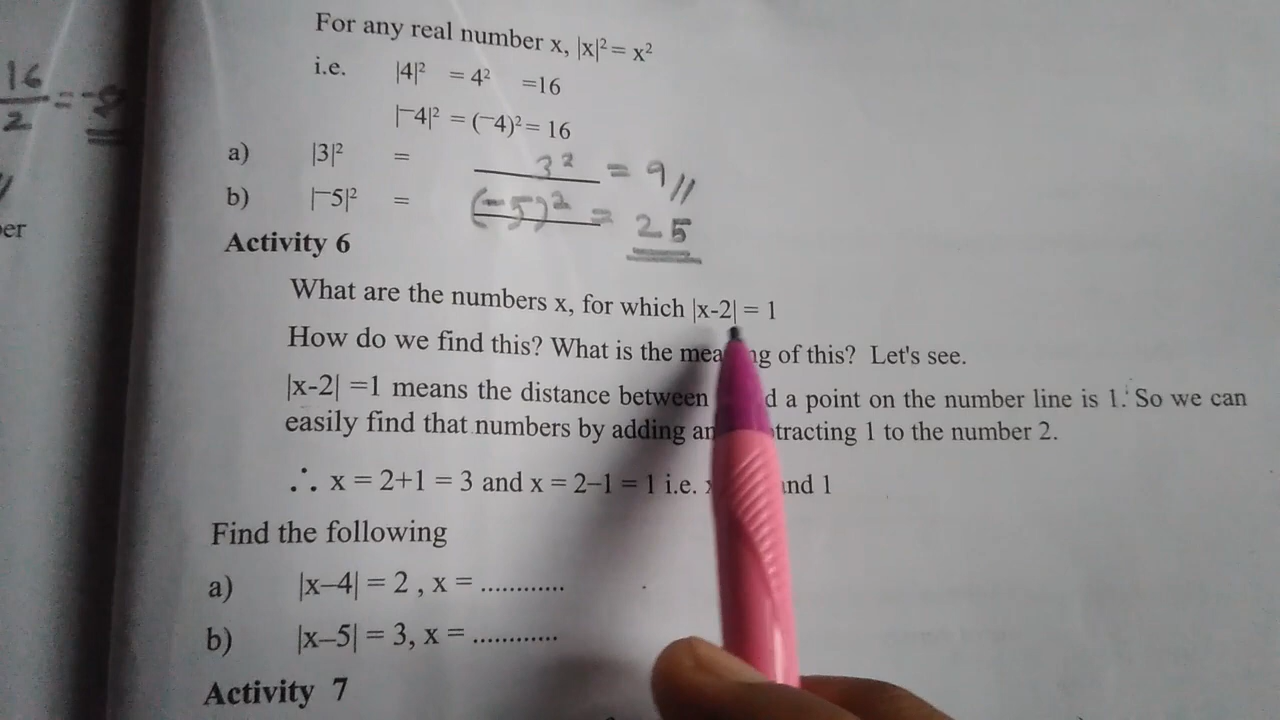 For any real number x, |x|² = x²
i.e. |4|² = 4² =16
|⁻4|² = (⁻4)² = 16
16/2 = -8
a) |3|² = 3² = 9 //
b) |⁻5|² = (-5)² = 25
er
Activity 6
What are the numbers x, for which |x-2| = 1
How do we find this? What is the mea ng of this? Let's see.
|x-2| =1 means the distance between d a point on the number line is 1. So we can
easily find that numbers by adding an tracting 1 to the number 2.
∴ x = 2+1 = 3 and x = 2–1 = 1 i.e. nd 1
Find the following
a) |x–4| = 2 , x = ............
b) |x–5| = 3, x = ............
Activity 7